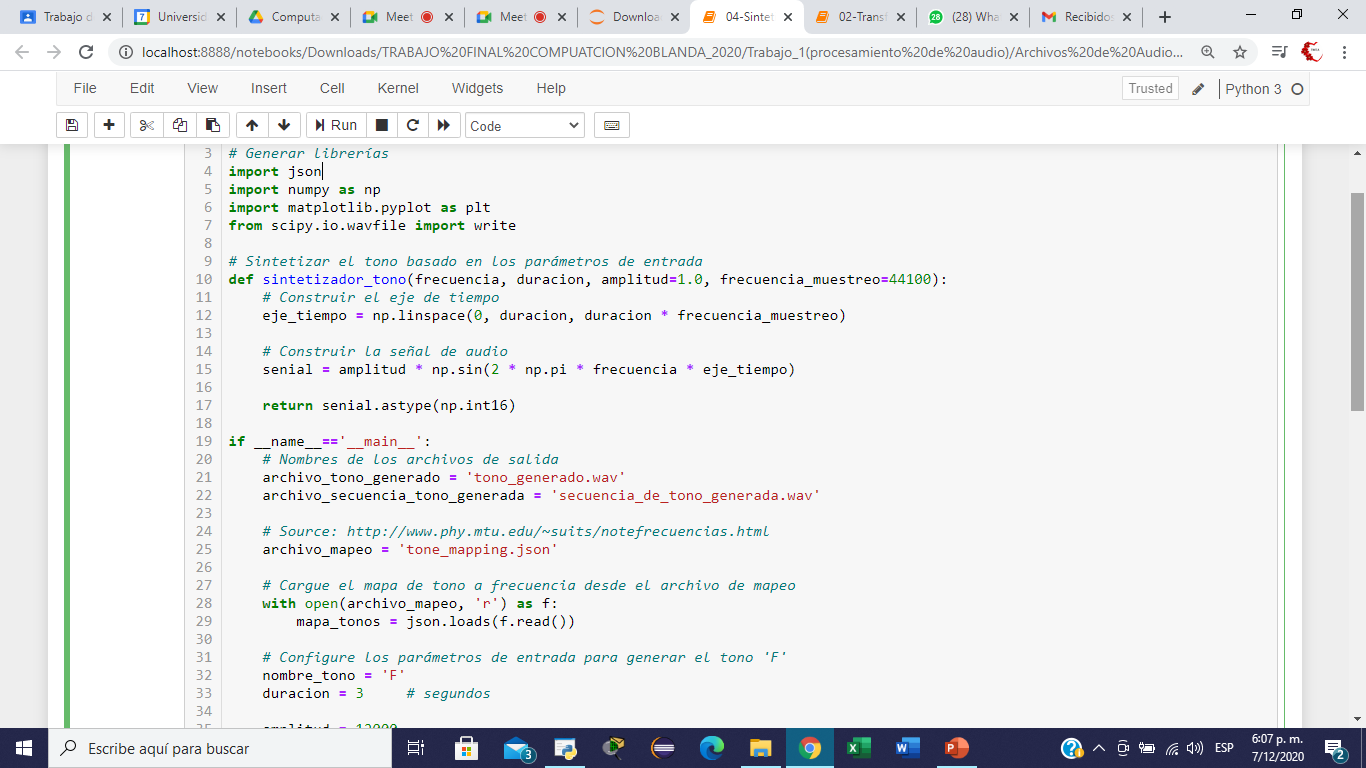 Trabajo d
Universid
Computa
Meet
Meet
Downloa
04-Sintet
02-Transf
(28) Wha
Recibidos
localhost:8888/notebooks/Downloads/TRABAJO%20FINAL%20COMPUATCION%20BLANDA_2020/Trabajo_1(procesamiento%20de%20audio)/Archivos%20de%20Audio...
File Edit View Insert Cell Kernel Widgets Help Trusted Python 3
Run Code
3 # Generar librerías
4 import json
5 import numpy as np
6 import matplotlib.pyplot as plt
7 from scipy.io.wavfile import write
8
9 # Sintetizar el tono basado en los parámetros de entrada
10 def sintetizador_tono(frecuencia, duracion, amplitud=1.0, frecuencia_muestreo=44100):
11     # Construir el eje de tiempo
12     eje_tiempo = np.linspace(0, duracion, duracion * frecuencia_muestreo)
13
14     # Construir la señal de audio
15     senial = amplitud * np.sin(2 * np.pi * frecuencia * eje_tiempo)
16
17     return senial.astype(np.int16)
18
19 if __name__=='__main__':
20     # Nombres de los archivos de salida
21     archivo_tono_generado = 'tono_generado.wav'
22     archivo_secuencia_tono_generada = 'secuencia_de_tono_generada.wav'
23
24     # Source: http://www.phy.mtu.edu/~suits/notefrecuencias.html
25     archivo_mapeo = 'tone_mapping.json'
26
27     # Cargue el mapa de tono a frecuencia desde el archivo de mapeo
28     with open(archivo_mapeo, 'r') as f:
29         mapa_tonos = json.loads(f.read())
30
31     # Configure los parámetros de entrada para generar el tono 'F'
32     nombre_tono = 'F'
33     duracion = 3     # segundos
34
35     amplitud = 12000
Escribe aquí para buscar
3
ESP
6:07 p. m.
7/12/2020
2